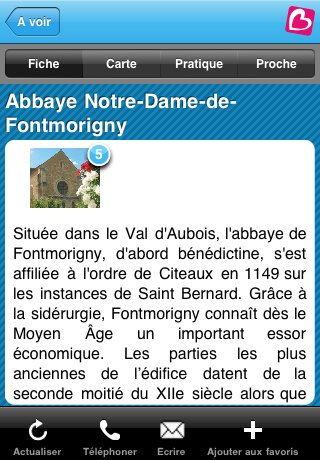 A voir
Fiche Carte Pratique Proche
Abbaye Notre-Dame-de-
Fontmorigny
5
Située dans le Val d'Aubois, l'abbaye de
Fontmorigny, d'abord bénédictine, s'est
affiliée à l'ordre de Citeaux en 1149 sur
les instances de Saint Bernard. Grâce à
la sidérurgie, Fontmorigny connaît dès le
Moyen Âge un important essor
économique. Les parties les plus
anciennes de l'édifice datent de la
seconde moitié du XIIe siècle alors que
Actualiser Téléphoner Ecrire Ajouter aux favoris